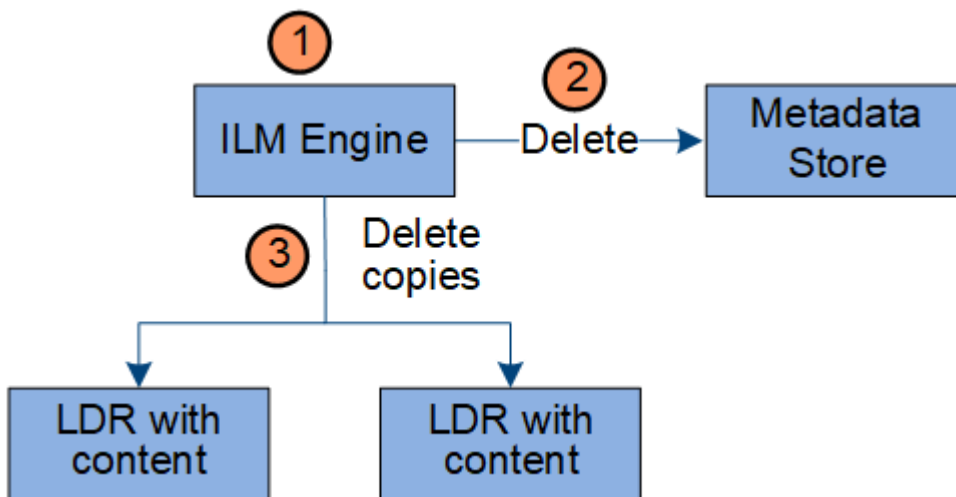 1
2
ILM Engine
Delete
Metadata
Store
3
Delete
copies
LDR with
content
LDR with
content